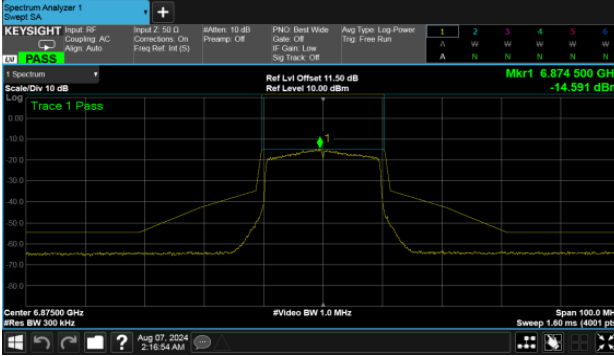 Spectrum Analyzer 1
Swept SA
+
KEYSIGHT Input: RF Input Z: 50 Ω #Atten: 10 dB PNO: Best Wide Avg Type: Log-Power 1 2 3 4 5 6
Coupling: AC Corrections: On Preamp: Off Gate: Off Trig: Free Run
Align: Auto Freq Ref: Int (S) IF Gain: Low
Sig Track: Off
LXI PASS A N N N N N
1 Spectrum
Ref Lvl Offset 11.50 dB Mkr1 6.874 500 GH
Scale/Div 10 dB Ref Level 10.00 dBm -14.591 dBr
Log Trace 1 Pass
0.00
-10.0
1
-20.0
-30.0
-40.0
-50.0
-60.0
-70.0
-80.0
Center 6.87500 GHz #Video BW 1.0 MHz Span 100.0 MH
#Res BW 300 kHz Sweep 1.60 ms (4001 pts
? Aug 07, 2024
2:16:54 AM